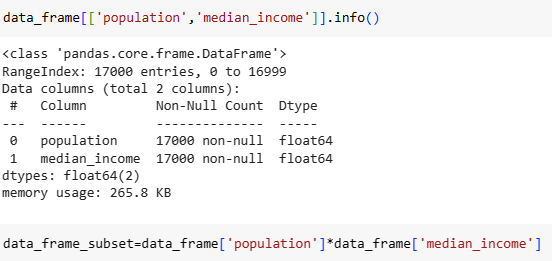 data_frame[['population','median_income']].info()
<class 'pandas.core.frame.DataFrame'>
RangeIndex: 17000 entries, 0 to 16999
Data columns (total 2 columns):
 #   Column         Non-Null Count  Dtype
---  ------         --------------  -----
 0   population     17000 non-null  float64
 1   median_income  17000 non-null  float64
dtypes: float64(2)
memory usage: 265.8 KB
data_frame_subset=data_frame['population']*data_frame['median_income']